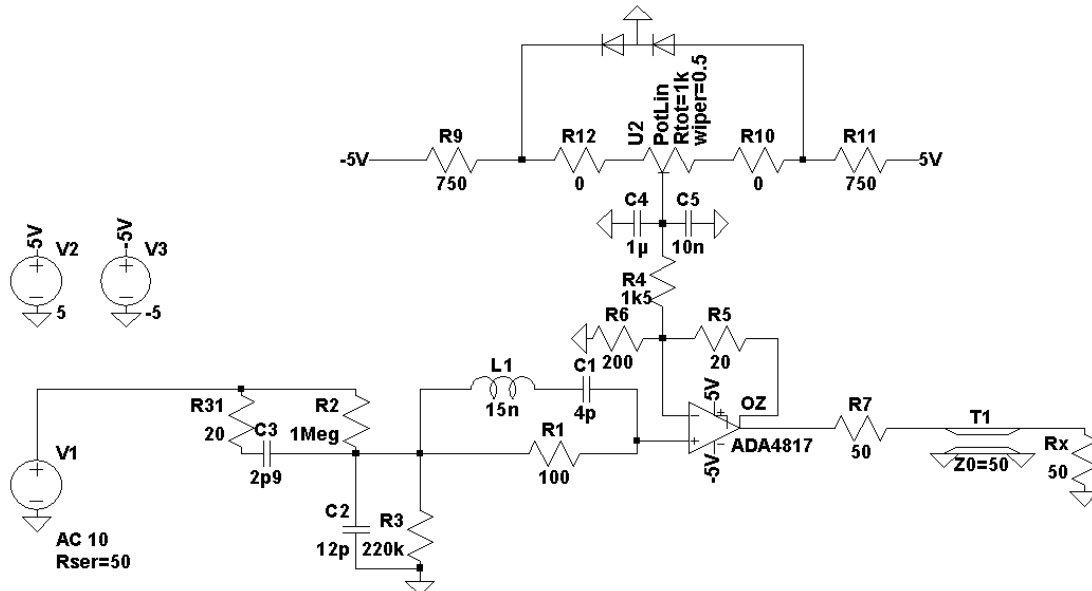 U2
PotLin
Rtot=1k
wiper=0.5
R9
R12
R10
R11
-5V
5V
750
0
0
750
C4
C5
1µ
10n
5V
V2
-5V
V3
R4
1k5
5
-5
R6
R5
200
20
L1
C1
15n
4p
5V
OZ
R31
20
R2
1Meg
C3
2p9
R1
100
ADA4817
-5V
R7
50
T1
Z0=50
Rx
50
V1
C2
12p
R3
220k
AC 10
Rser=50